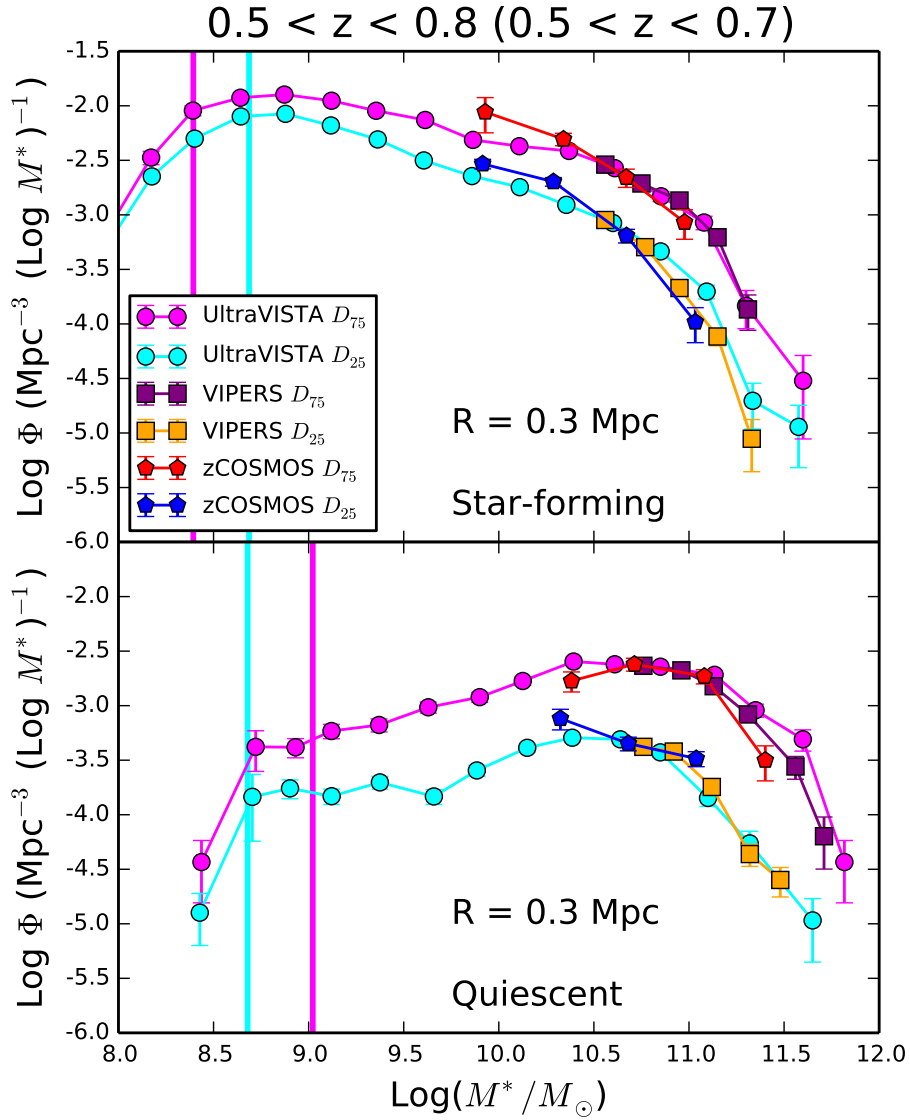 0.5 < z < 0.8 (0.5 < z < 0.7)
Log Φ (Mpc⁻³ (Log M*)⁻¹)
-1.5
-2.0
-2.5
-3.0
-3.5
-4.0
-4.5
-5.0
-5.5
-6.0
UltraVISTA D₇₅
UltraVISTA D₂₅
VIPERS D₇₅
VIPERS D₂₅
zCOSMOS D₇₅
zCOSMOS D₂₅
R = 0.3 Mpc
Star-forming
Log Φ (Mpc⁻³ (Log M*)⁻¹)
-2.0
-2.5
-3.0
-3.5
-4.0
-4.5
-5.0
-5.5
-6.0
R = 0.3 Mpc
Quiescent
8.0 8.5 9.0 9.5 10.0 10.5 11.0 11.5 12.0
Log(M*/M⊙)